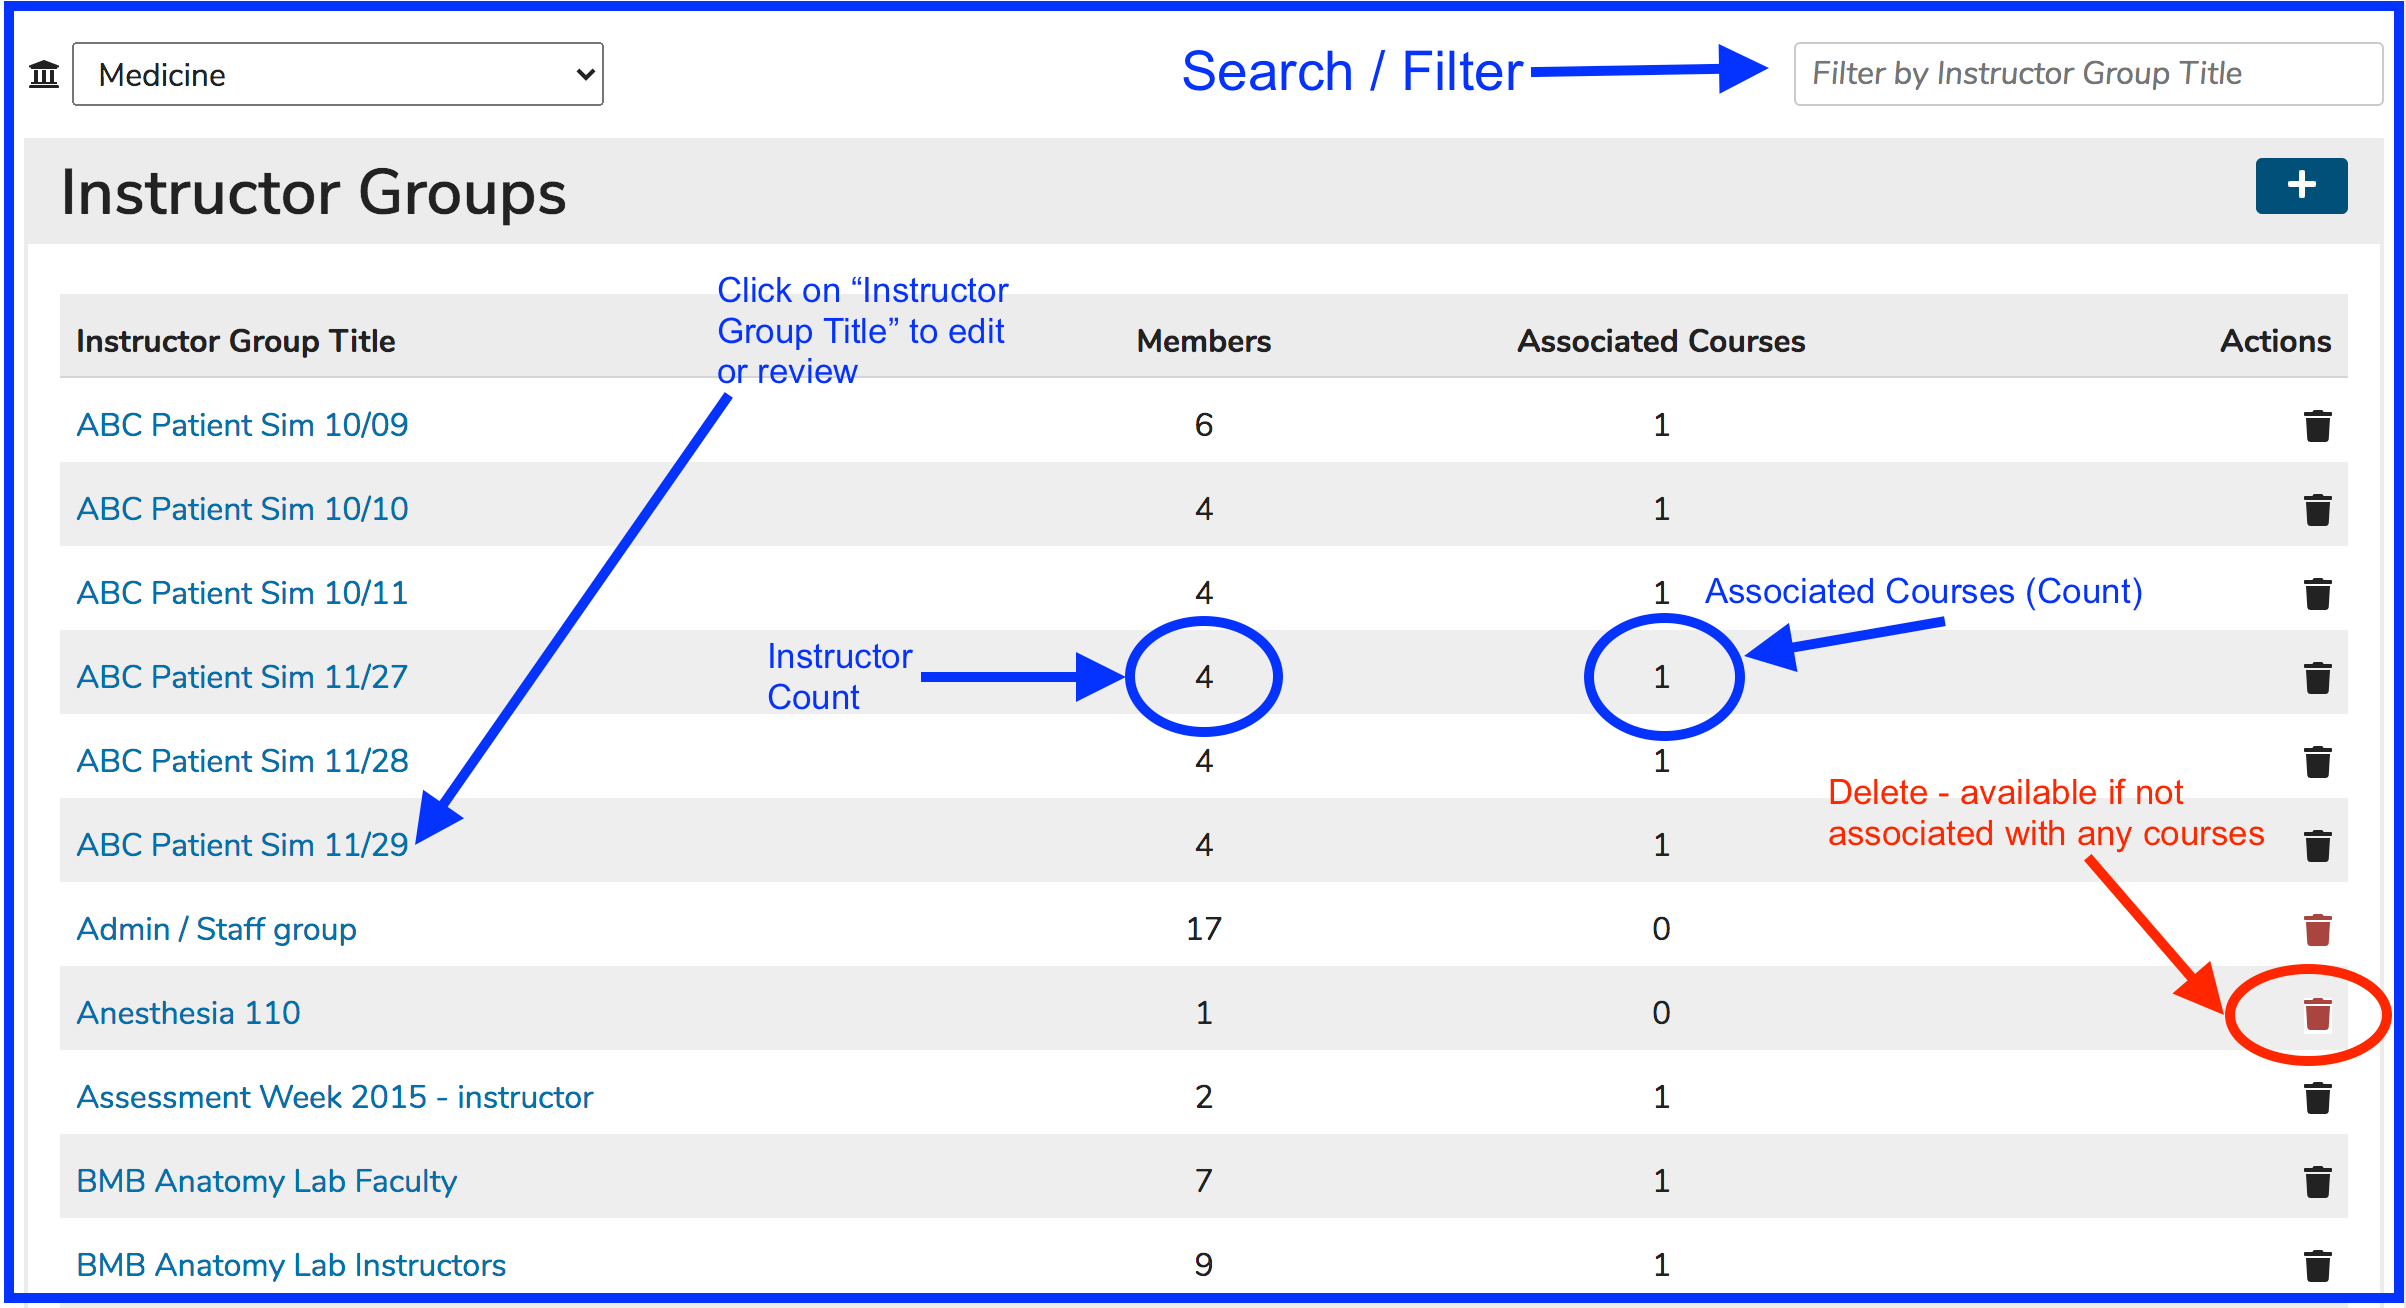 Medicine
Search / Filter
Filter by Instructor Group Title
Instructor Groups
Click on “Instructor
Group Title” to edit
or review
Instructor Group Title Members Associated Courses Actions
ABC Patient Sim 10/09 6 1
ABC Patient Sim 10/10 4 1
ABC Patient Sim 10/11 4 1
Associated Courses (Count)
Instructor
Count
ABC Patient Sim 11/27 4 1
ABC Patient Sim 11/28 4 1
Delete - available if not
associated with any courses
ABC Patient Sim 11/29 4 1
Admin / Staff group 17 0
Anesthesia 110 1 0
Assessment Week 2015 - instructor 2 1
BMB Anatomy Lab Faculty 7 1
BMB Anatomy Lab Instructors 9 1